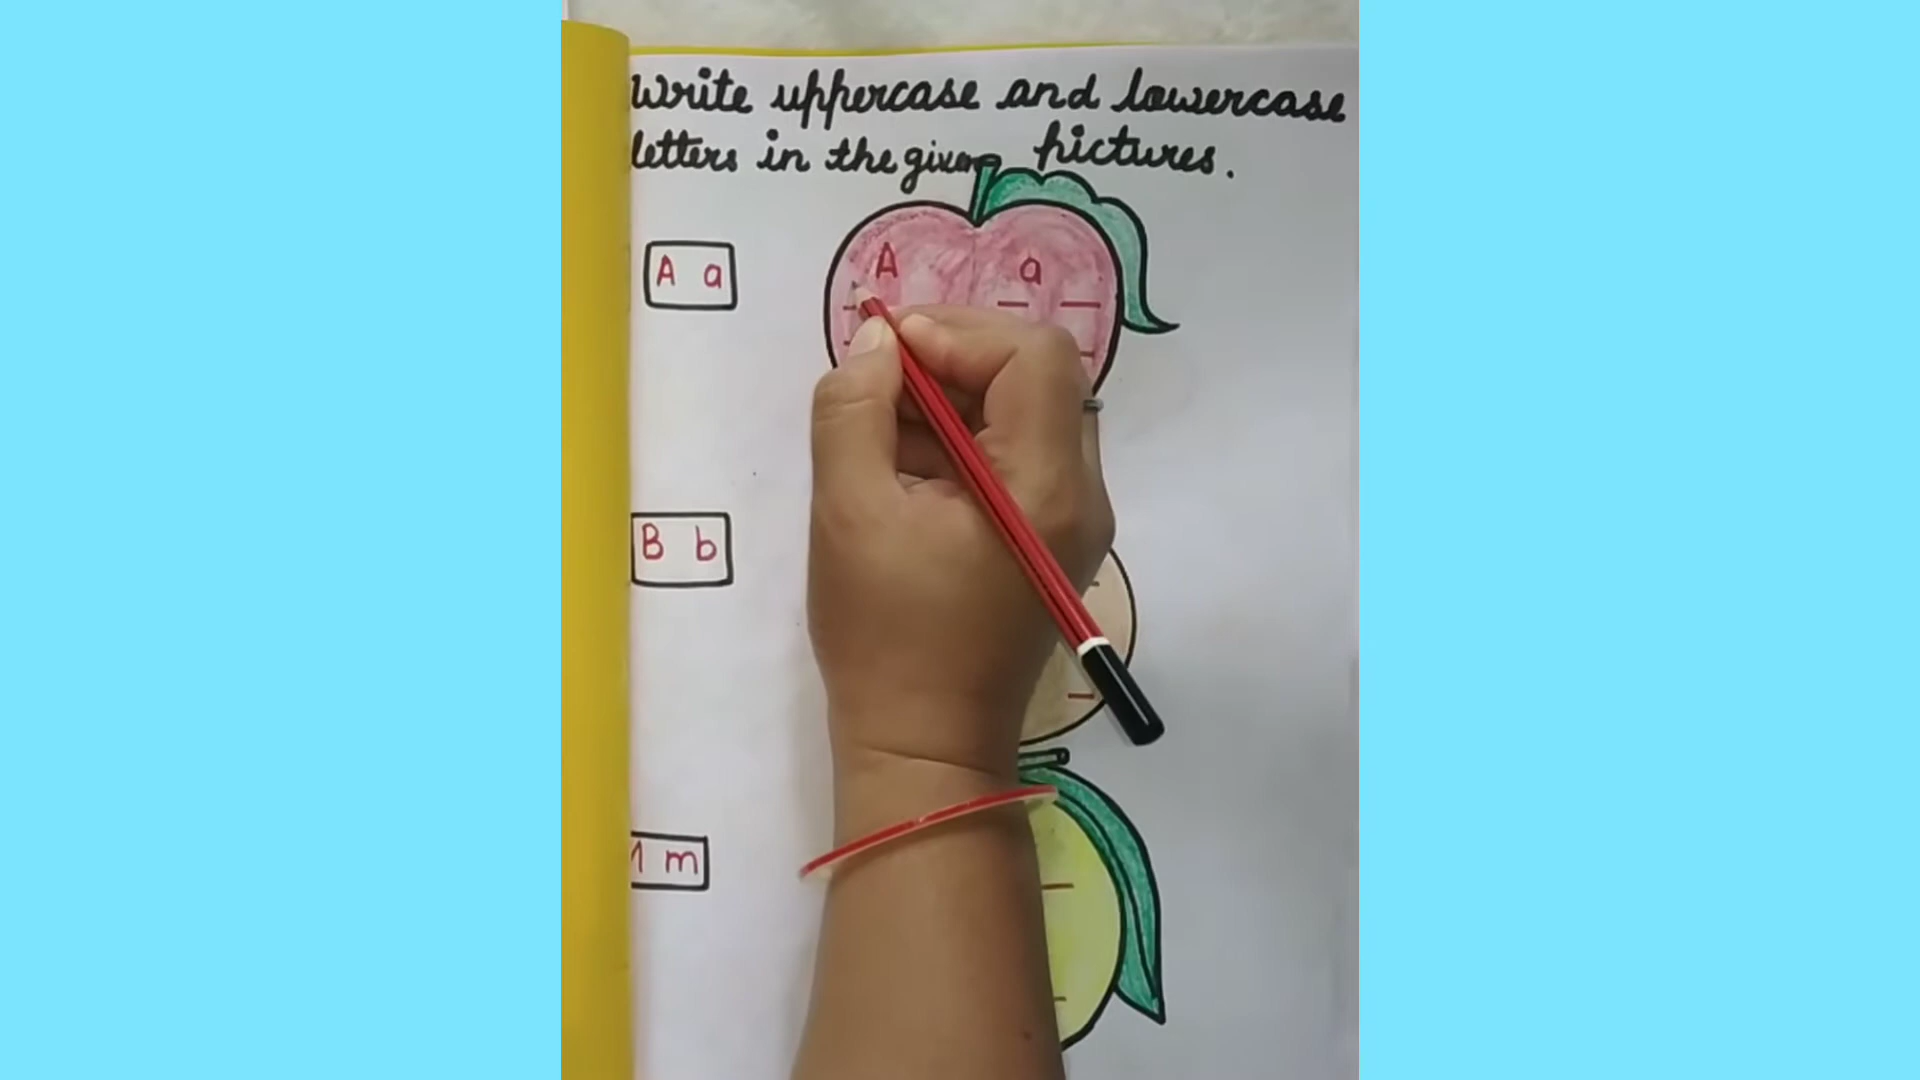 Write uppercase and lowercase
letters in the given pictures.
A a
A a
B b
m